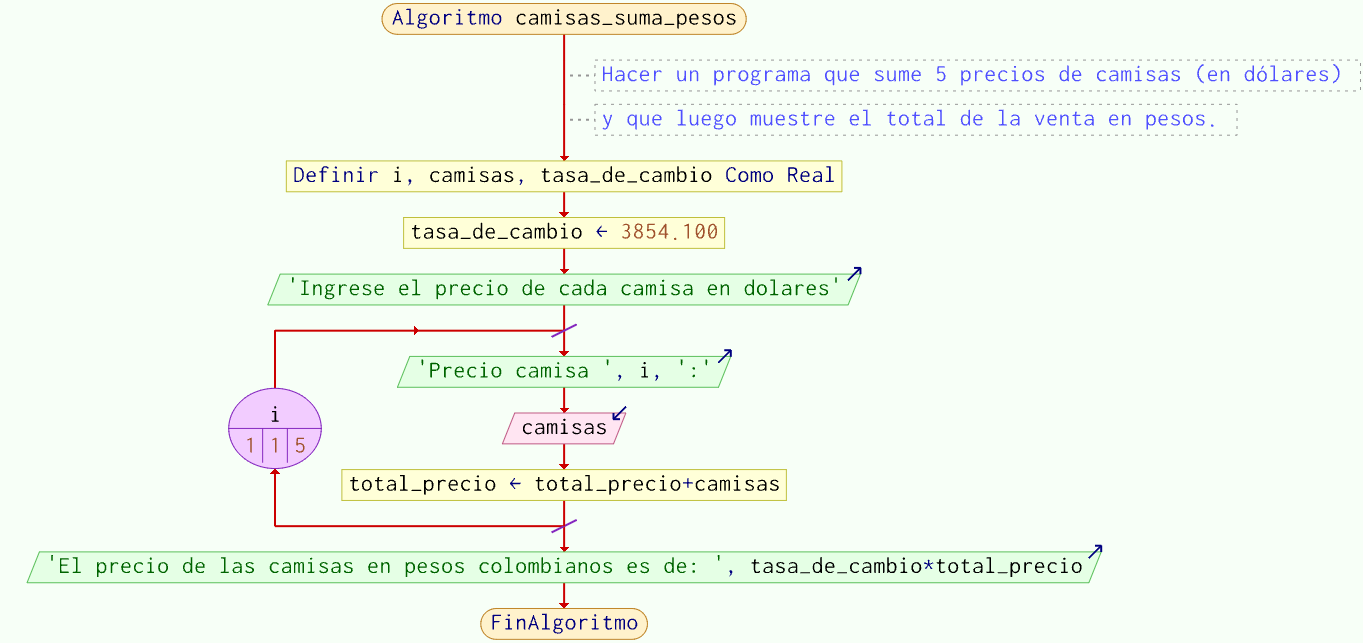 Algoritmo camisas_suma_pesos
Hacer un programa que sume 5 precios de camisas (en dólares)
y que luego muestre el total de la venta en pesos.
Definir i, camisas, tasa_de_cambio Como Real
tasa_de_cambio ← 3854.100
'Ingrese el precio de cada camisa en dolares'
'Precio camisa ', i, ':'
i
1 1 5
camisas
total_precio ← total_precio+camisas
'El precio de las camisas en pesos colombianos es de: ', tasa_de_cambio*total_precio
FinAlgoritmo